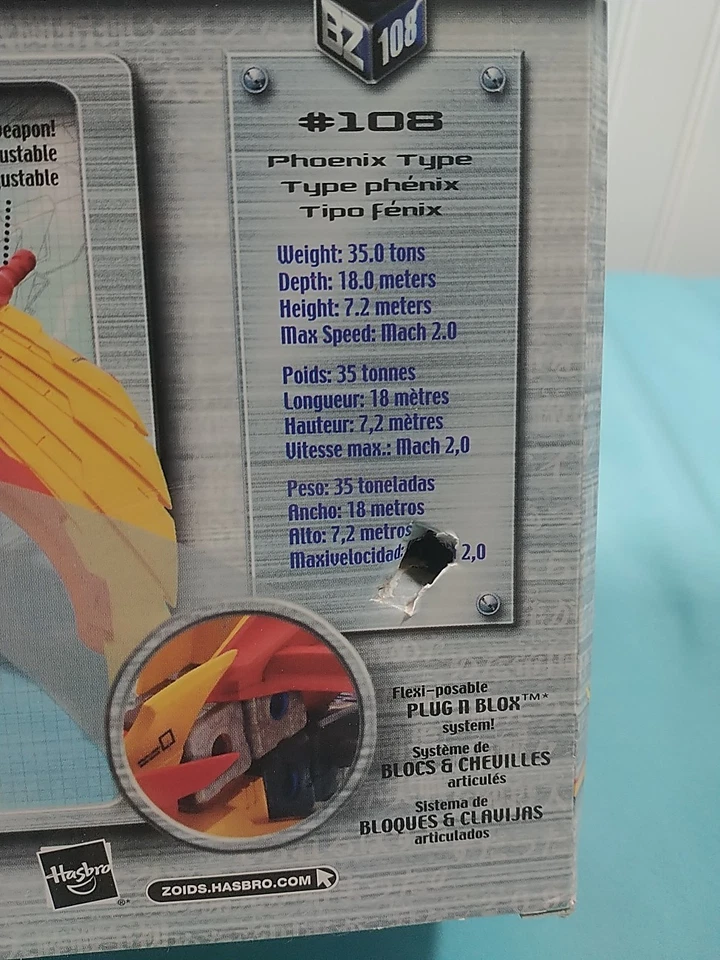 BZ 108
eapon!
ustable
justable
#108
Phoenix Type
Type phénix
Tipo fénix
Weight: 35.0 tons
Depth: 18.0 meters
Height: 7.2 meters
Max Speed: Mach 2.0
Poids: 35 tonnes
Longueur: 18 mètres
Hauteur: 7,2 mètres
Vitesse max.: Mach 2,0
Peso: 35 toneladas
Ancho: 18 metros
Alto: 7,2 metros
Maxivelocidad: 2,0
Flexi-posable
PLUG N BLOX™*
system!
Système de
BLOCS & CHEVILLES
articulés
Sistema de
BLOQUES & CLAVIJAS
articulados
Hasbro®*
ZOIDS.HASBRO.COM